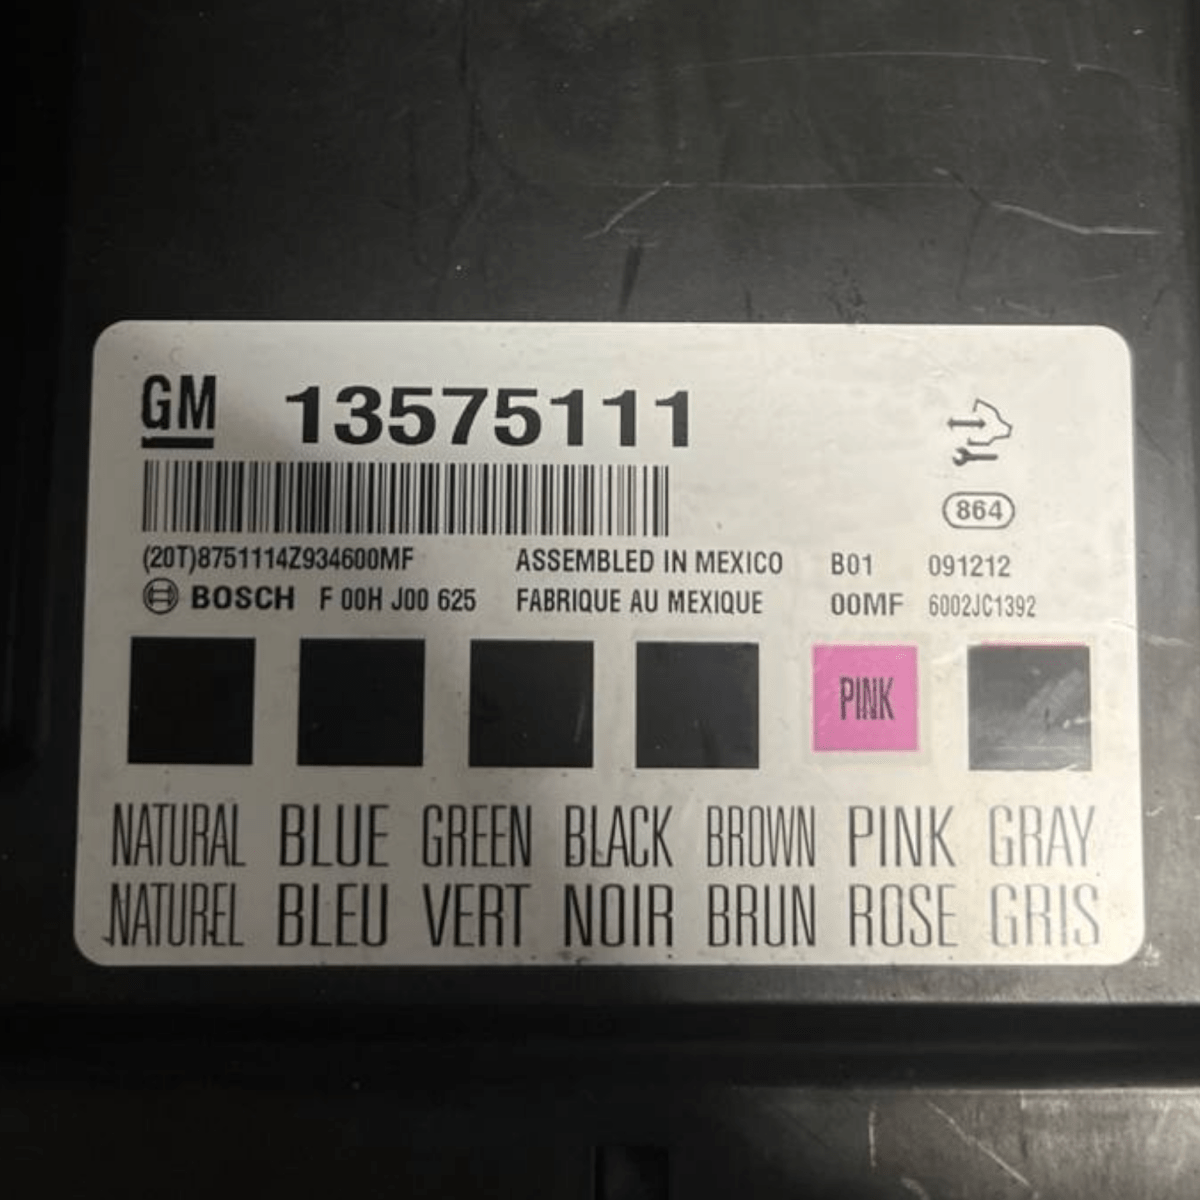 GM 13575111
864
(20T)8751114Z934600MF ASSEMBLED IN MEXICO B01 091212
BOSCH F 00H J00 625 FABRIQUE AU MEXIQUE 00MF 6002JC1392
PINK
NATURAL BLUE GREEN BLACK BROWN PINK GRAY
NATUREL BLEU VERT NOIR BRUN ROSE GRIS